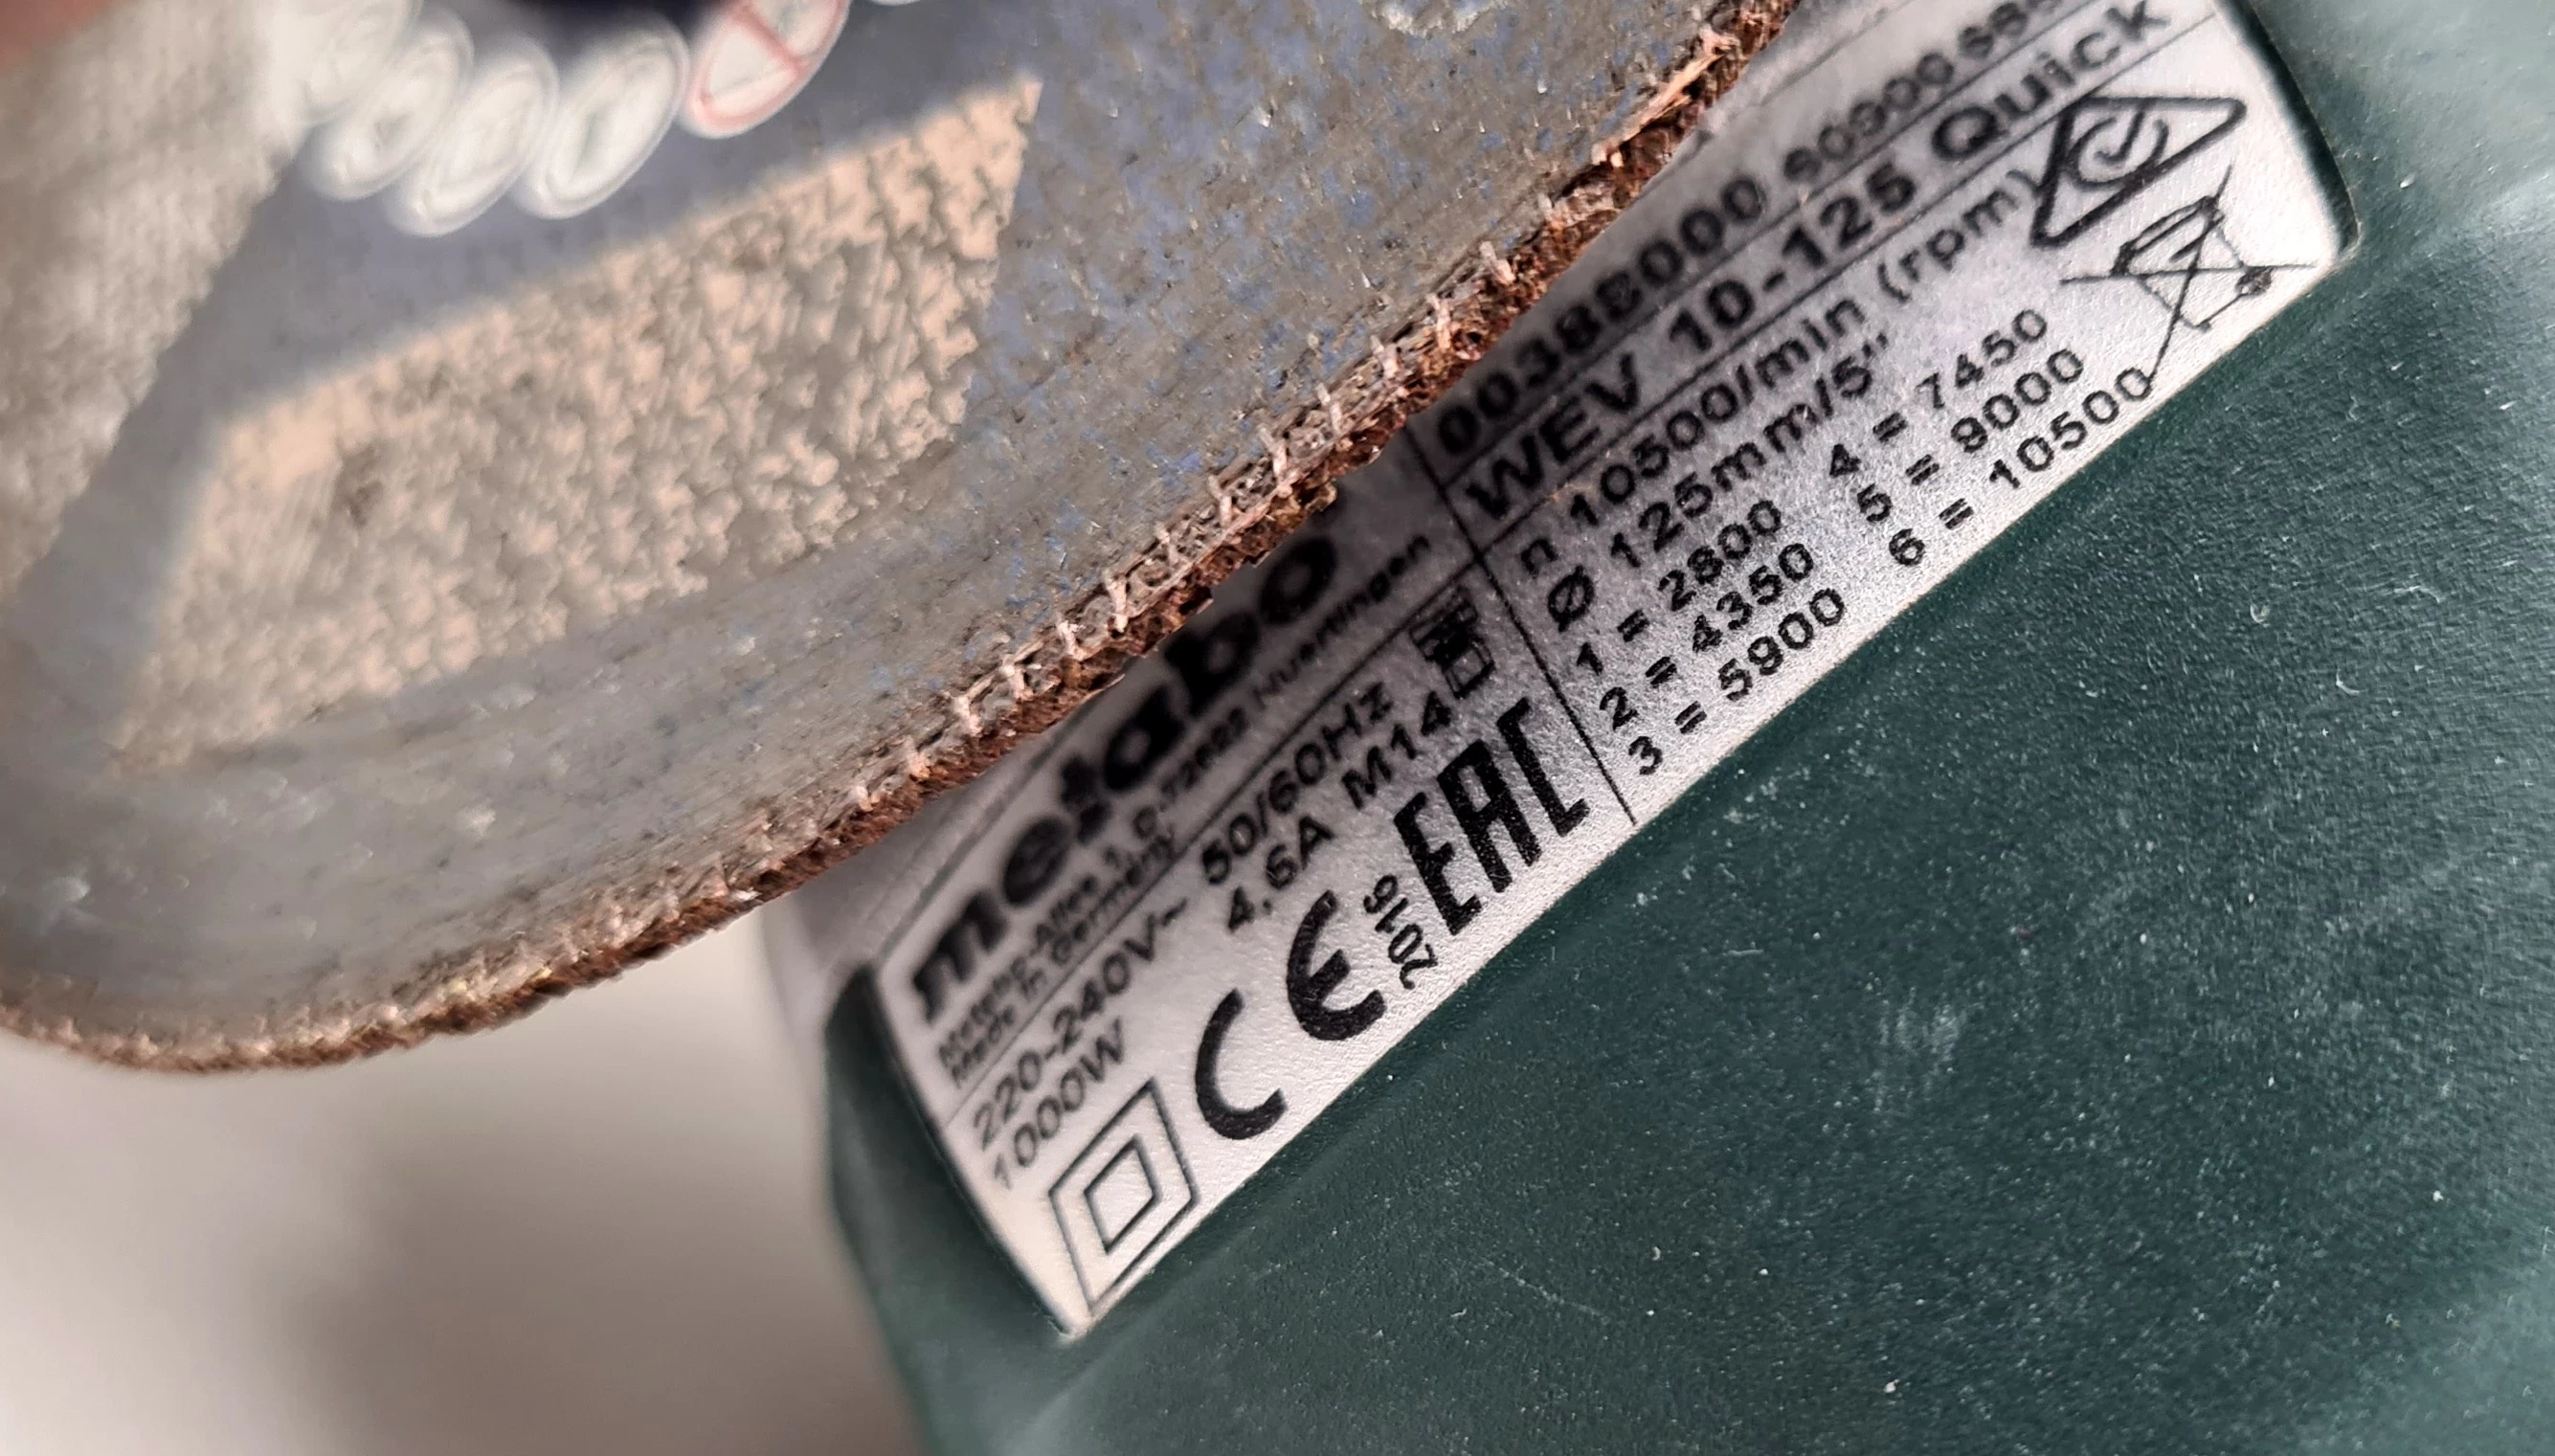 metabo
Metabo-Allee 1, D-72622 Nuertingen
Made in Germany
220-240V~ 50/60Hz
1000W 4,6A M14
CE 2016 EAC
00388000
WEV 10-125 Quick
n 10500/min (rpm)
Ø 125mm/5"
1 = 2800 4 = 7450
2 = 4350 5 = 9000
3 = 5900 6 = 10500